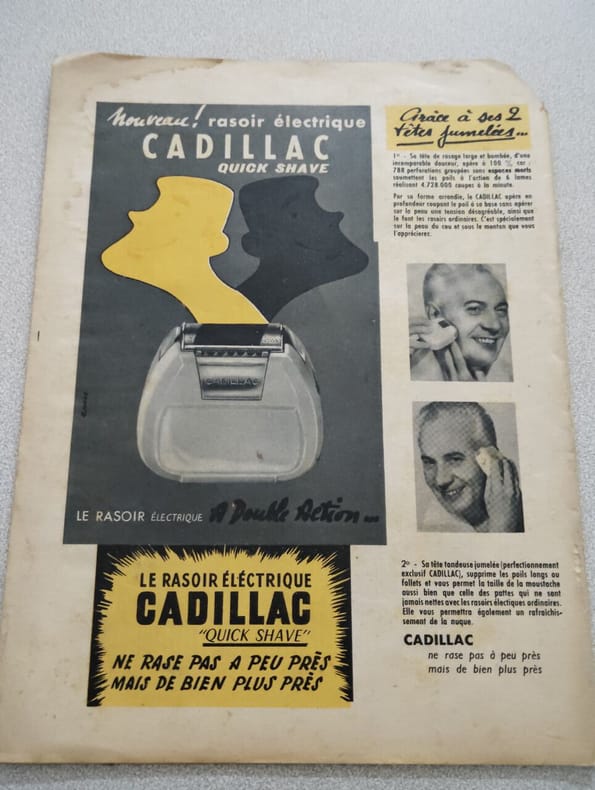 Nouveau! rasoir électrique
CADILLAC
QUICK SHAVE
CADILLAC
LE RASOIR ÉLECTRIQUE A Double Action...
LE RASOIR ÉLÉCTRIQUE
CADILLAC
"QUICK SHAVE"
NE RASE PAS A PEU PRÈS
MAIS DE BIEN PLUS PRÈS
Grâce à ses 2
têtes jumelées...
1º - Sa tête de rasage large et bombée, d'une
incomparable douceur, opère à 100 % car :
788 perforations groupées sans espaces morts
soumettent les poils à l'action de 6 lames
réalisant 4.728.000 coupes à la minute.
Par sa forme arrondie, le CADILLAC opère en
profondeur coupant le poil à sa base sans opérer
sur la peau une tension désagréable, ainsi que
le font les rasoirs ordinaires. C'est spécialement
sur la peau du cou et sous le menton que vous
l'apprécierez.
2º - Sa tête tondeuse jumelée (perfectionnement
exclusif CADILLAC), supprime les poils longs ou
follets et vous permet la taille de la moustache
aussi bien que celle des pattes qui ne sont
jamais nettes avec les rasoirs électiques ordinaires.
Elle vous permettra également un rafraichis-
sement de la nuque.
CADILLAC
ne rase pas à peu près
mais de bien plus près